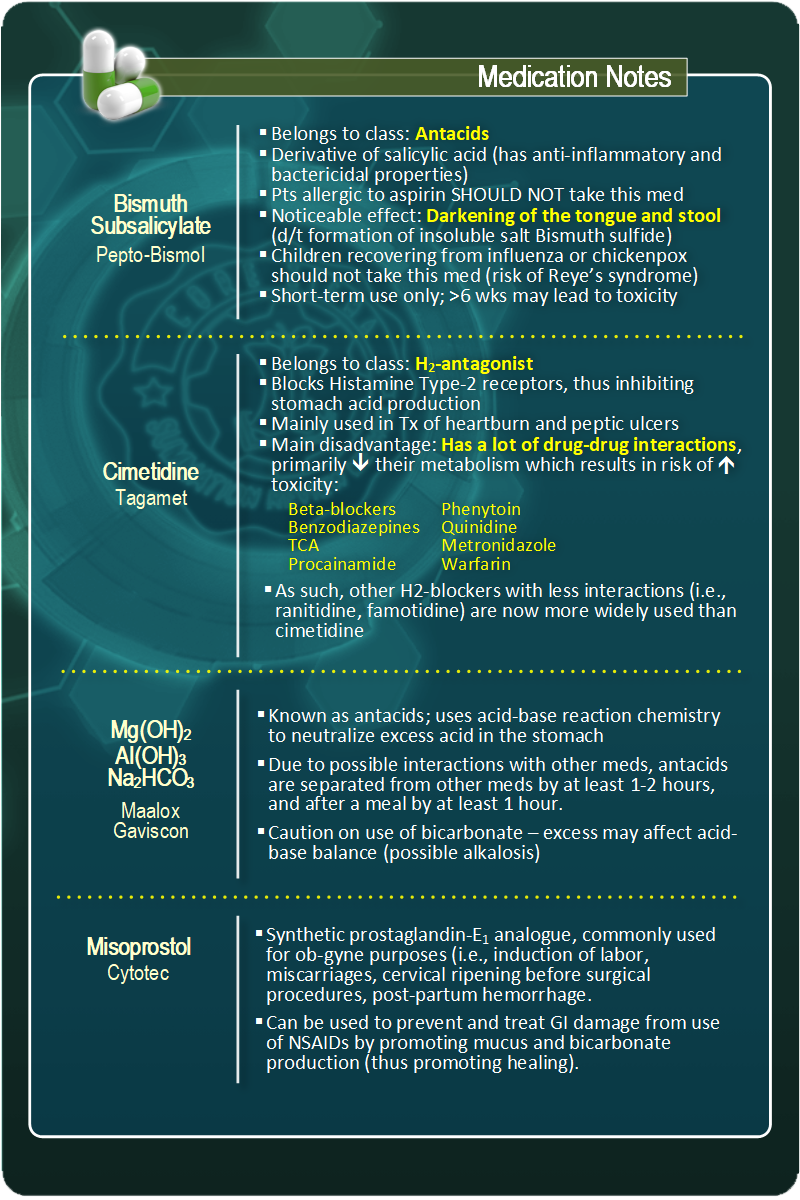 Medication Notes
Bismuth
Subsalicylate
Pepto-Bismol
▪ Belongs to class: Antacids
▪ Derivative of salicylic acid (has anti-inflammatory and
bactericidal properties)
▪ Pts allergic to aspirin SHOULD NOT take this med
▪ Noticeable effect: Darkening of the tongue and stool
(d/t formation of insoluble salt Bismuth sulfide)
▪ Children recovering from influenza or chickenpox
should not take this med (risk of Reye's syndrome)
▪ Short-term use only; >6 wks may lead to toxicity
Cimetidine
Tagamet
▪ Belongs to class: H₂-antagonist
▪ Blocks Histamine Type-2 receptors, thus inhibiting
stomach acid production
▪ Mainly used in Tx of heartburn and peptic ulcers
▪ Main disadvantage: Has a lot of drug-drug interactions,
primarily ↓ their metabolism which results in risk of ↑
toxicity:
Beta-blockers Phenytoin
Benzodiazepines Quinidine
TCA Metronidazole
Procainamide Warfarin
▪ As such, other H2-blockers with less interactions (i.e.,
ranitidine, famotidine) are now more widely used than
cimetidine
Mg(OH)₂
Al(OH)₃
Na₂HCO₃
Maalox
Gaviscon
▪ Known as antacids; uses acid-base reaction chemistry
to neutralize excess acid in the stomach
▪ Due to possible interactions with other meds, antacids
are separated from other meds by at least 1-2 hours,
and after a meal by at least 1 hour.
▪ Caution on use of bicarbonate – excess may affect acid-
base balance (possible alkalosis)
Misoprostol
Cytotec
▪ Synthetic prostaglandin-E₁ analogue, commonly used
for ob-gyne purposes (i.e., induction of labor,
miscarriages, cervical ripening before surgical
procedures, post-partum hemorrhage.
▪ Can be used to prevent and treat GI damage from use
of NSAIDs by promoting mucus and bicarbonate
production (thus promoting healing).